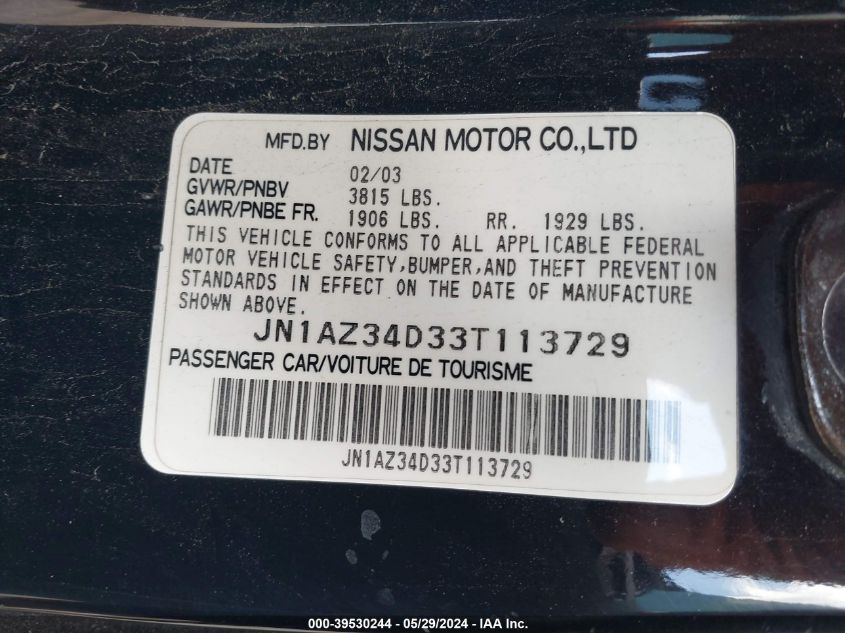 MFD.BY NISSAN MOTOR CO.,LTD
DATE 02/03
GVWR/PNBV 3815 LBS.
GAWR/PNBE FR. 1906 LBS. RR. 1929 LBS.
THIS VEHICLE CONFORMS TO ALL APPLICABLE FEDERAL
MOTOR VEHICLE SAFETY,BUMPER,AND THEFT PREVENTION
STANDARDS IN EFFECT ON THE DATE OF MANUFACTURE
SHOWN ABOVE.
JN1AZ34D33T113729
PASSENGER CAR/VOITURE DE TOURISME
JN1AZ34D33T113729
000-39530244 - 05/29/2024 - IAA Inc.